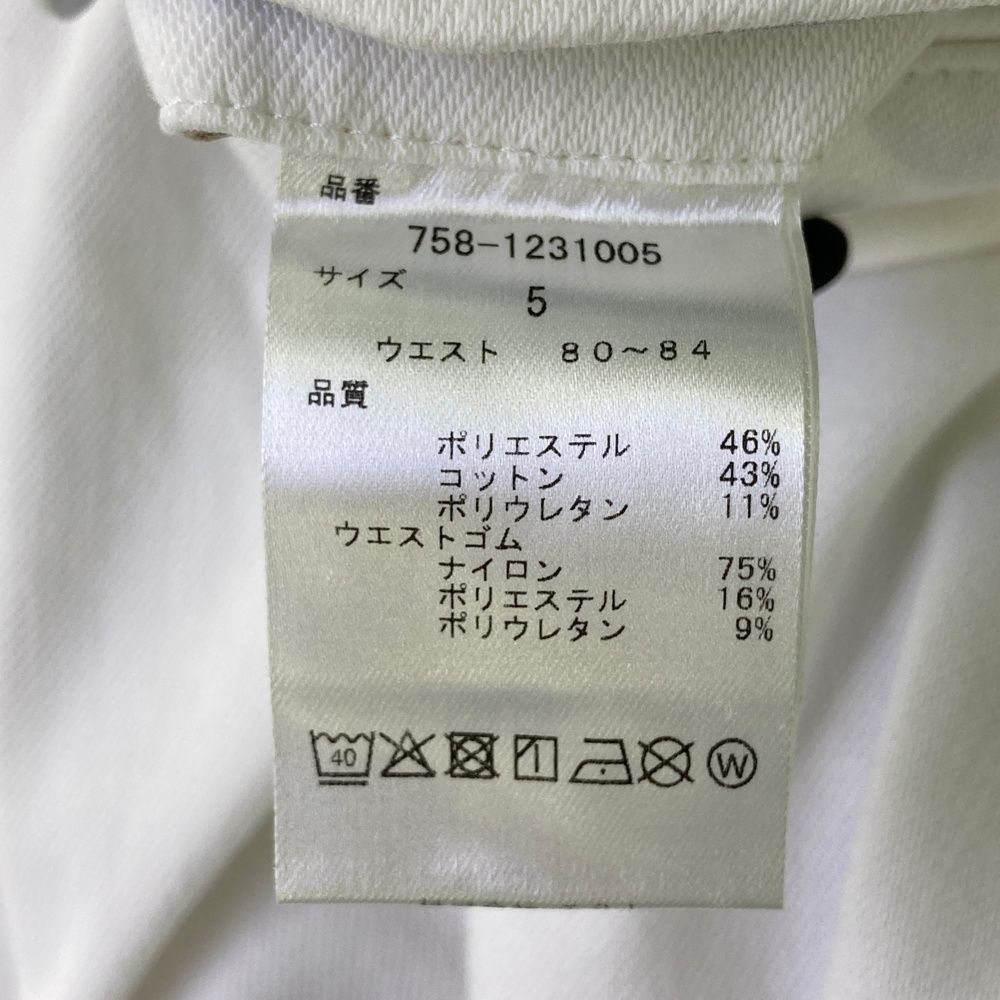 品番
758-1231005
サイズ
5
ウエスト 80~84
品質
ポリエステル 46%
コットン 43%
ポリウレタン 11%
ウエストゴム
ナイロン 75%
ポリエステル 16%
ポリウレタン 9%
40
W